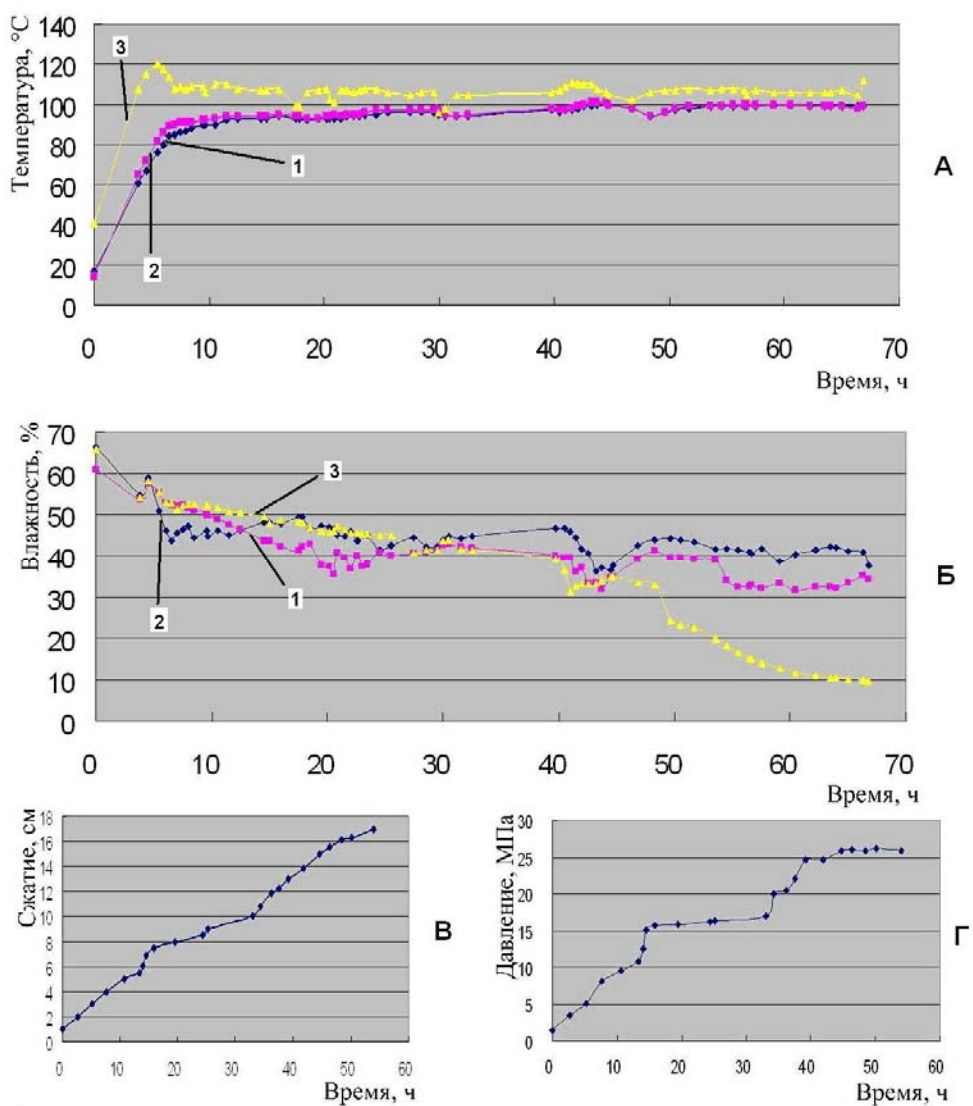 Температура, °C
140
120
100
80
60
40
20
0
3
1
2
А
0 10 20 30 40 50 60 70
Время, ч
Влажность, %
70
60
50
40
30
20
10
0
3
1
2
Б
0 10 20 30 40 50 60 70
Время, ч
Сжатие, см
18
16
14
12
10
8
6
4
2
0
В
0 10 20 30 40 50 60
Время, ч
Давление, МПа
30
25
20
15
10
5
0
Г
0 10 20 30 40 50 60
Время, ч